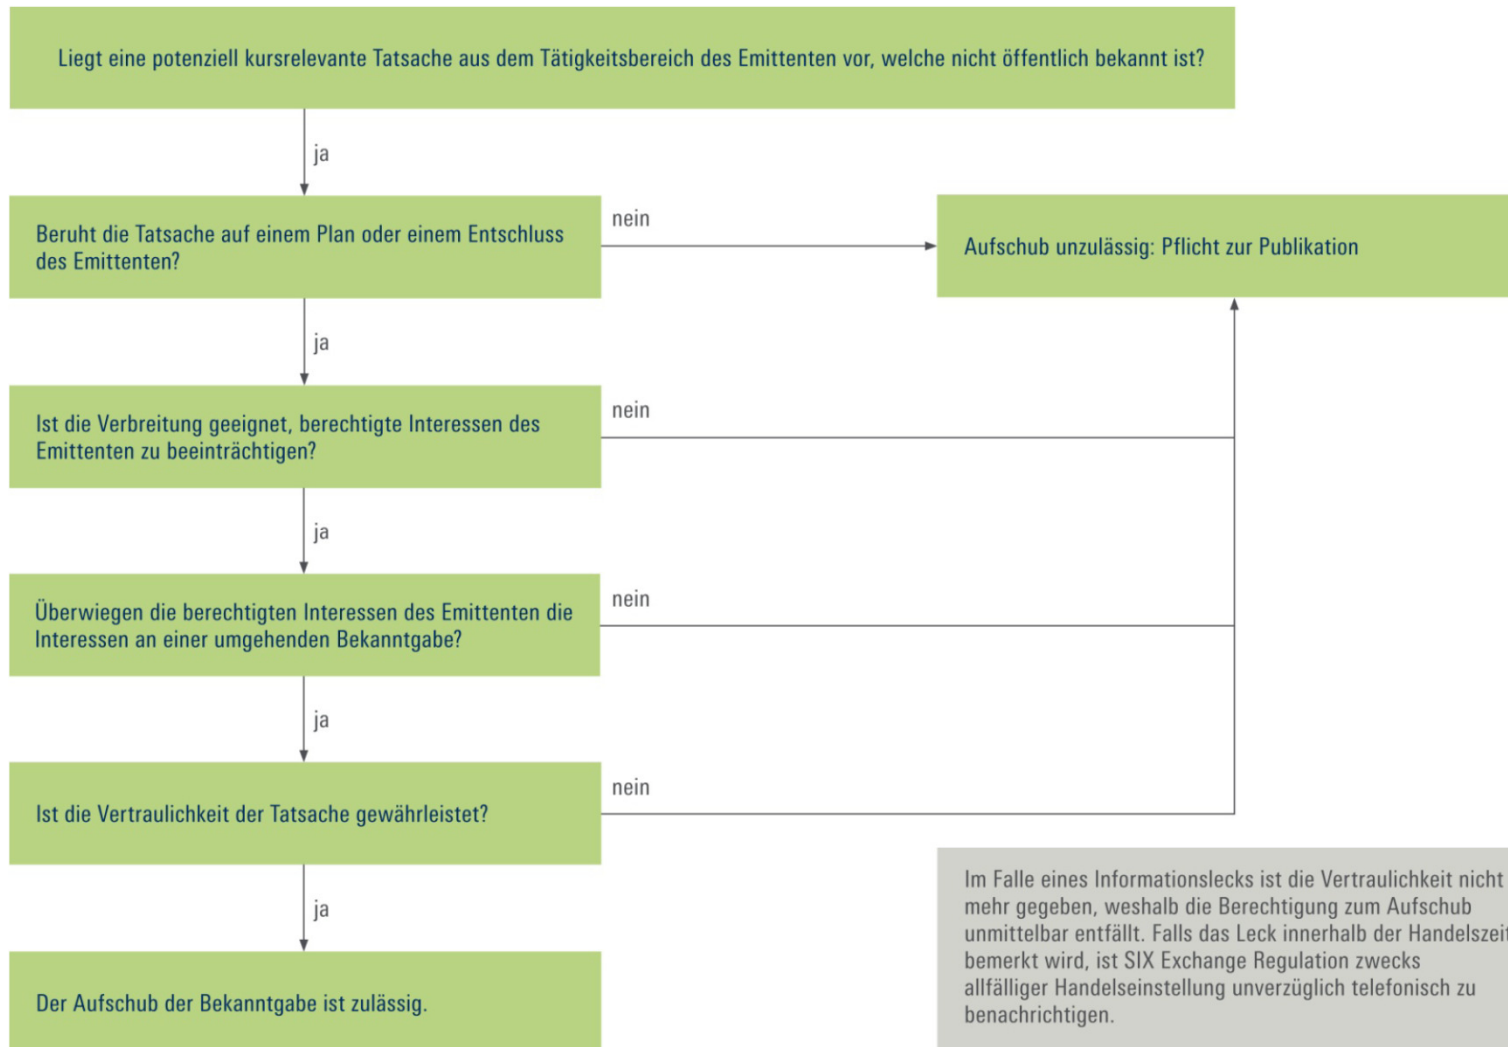 Liegt eine potenziell kursrelevante Tatsache aus dem Tätigkeitsbereich des Emittenten vor, welche nicht öffentlich bekannt ist?
ja
Beruht die Tatsache auf einem Plan oder einem Entschluss
des Emittenten?
nein
Aufschub unzulässig: Pflicht zur Publikation
ja
Ist die Verbreitung geeignet, berechtigte Interessen des
Emittenten zu beeinträchtigen?
nein
ja
Überwiegen die berechtigten Interessen des Emittenten die
Interessen an einer umgehenden Bekanntgabe?
nein
ja
Ist die Vertraulichkeit der Tatsache gewährleistet?
nein
ja
Der Aufschub der Bekanntgabe ist zulässig.
Im Falle eines Informationslecks ist die Vertraulichkeit nicht
mehr gegeben, weshalb die Berechtigung zum Aufschub
unmittelbar entfällt. Falls das Leck innerhalb der Handelszeit
bemerkt wird, ist SIX Exchange Regulation zwecks
allfälliger Handelseinstellung unverzüglich telefonisch zu
benachrichtigen.